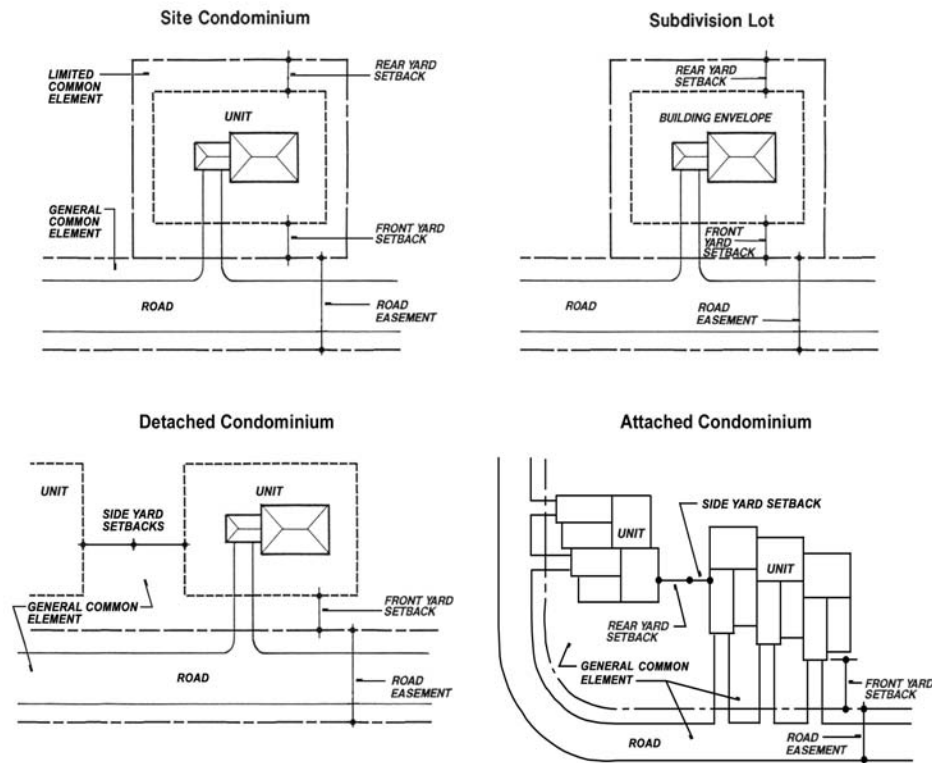 Site Condominium
LIMITED
COMMON
ELEMENT
REAR YARD
SETBACK
UNIT
GENERAL
COMMON
ELEMENT
FRONT YARD
SETBACK
ROAD
ROAD
EASEMENT
Subdivision Lot
REAR YARD
SETBACK
BUILDING ENVELOPE
FRONT
YARD
SETBACK
ROAD
ROAD
EASEMENT
Detached Condominium
UNIT
UNIT
SIDE YARD
SETBACKS
GENERAL COMMON
ELEMENT
FRONT YARD
SETBACK
ROAD
ROAD
EASEMENT
Attached Condominium
SIDE YARD SETBACK
UNIT
UNIT
REAR YARD
SETBACK
GENERAL COMMON
ELEMENT
FRONT YARD
SETBACK
ROAD
ROAD
EASEMENT